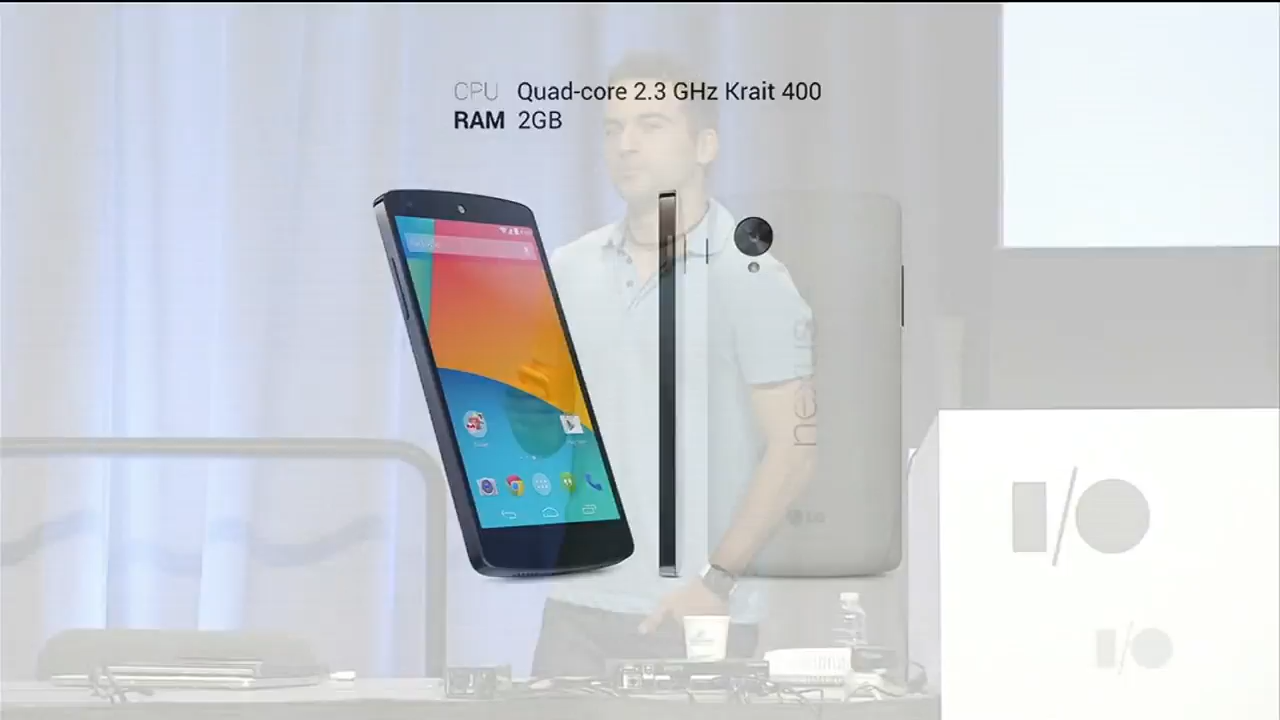 CPU Quad-core 2.3 GHz Krait 400
RAM 2GB
nexus
LG
I/O
I/O